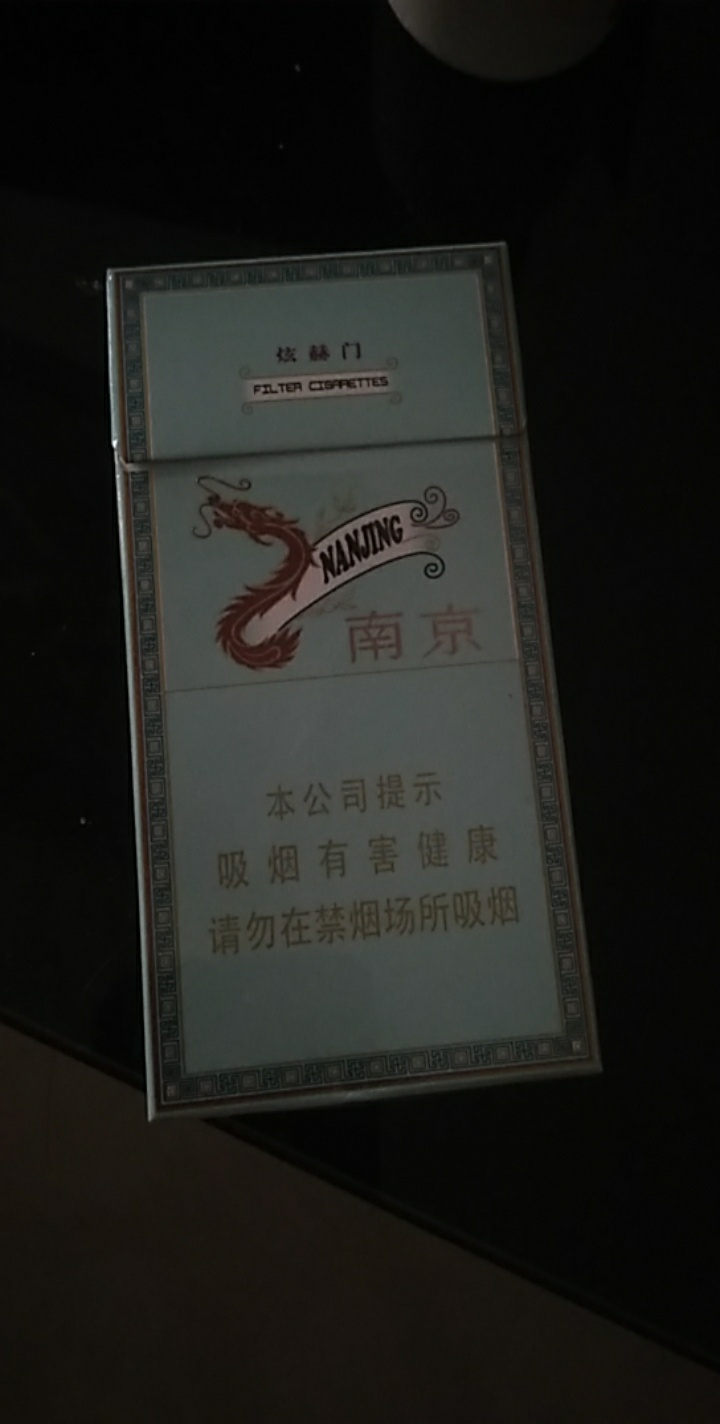 炫赫门
FILTER CIGARETTES
NANJING
南京
本公司提示
吸烟有害健康
请勿在禁烟场所吸烟